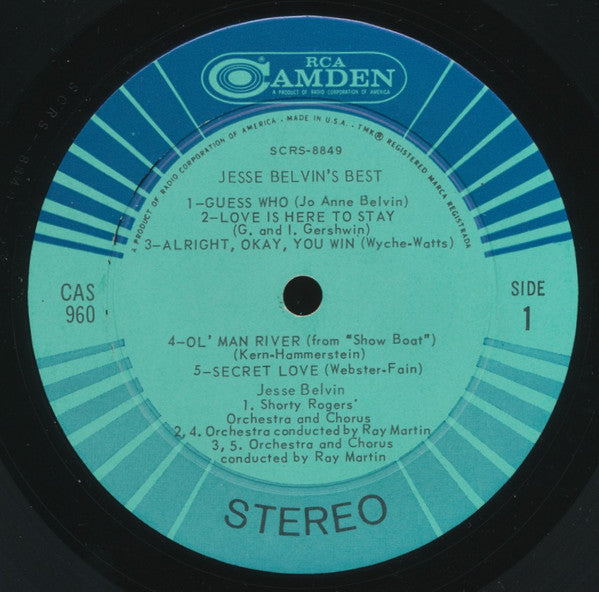 RCA
CAMDEN
A PRODUCT OF RADIO CORPORATION OF AMERICA
A PRODUCT OF RADIO CORPORATION OF AMERICA • MADE IN U.S.A. • TMK® REGISTERED MARCA REGISTRADA
SCRS-8849
JESSE BELVIN'S BEST
1-GUESS WHO (Jo Anne Belvin)
2-LOVE IS HERE TO STAY
(G. and I. Gershwin)
3-ALRIGHT, OKAY, YOU WIN (Wyche-Watts)
CAS
960
SIDE
1
4-OL' MAN RIVER (from "Show Boat")
(Kern-Hammerstein)
5-SECRET LOVE (Webster-Fain)
Jesse Belvin
1. Shorty Rogers'
Orchestra and Chorus
2, 4. Orchestra conducted by Ray Martin
3, 5. Orchestra and Chorus
conducted by Ray Martin
STEREO